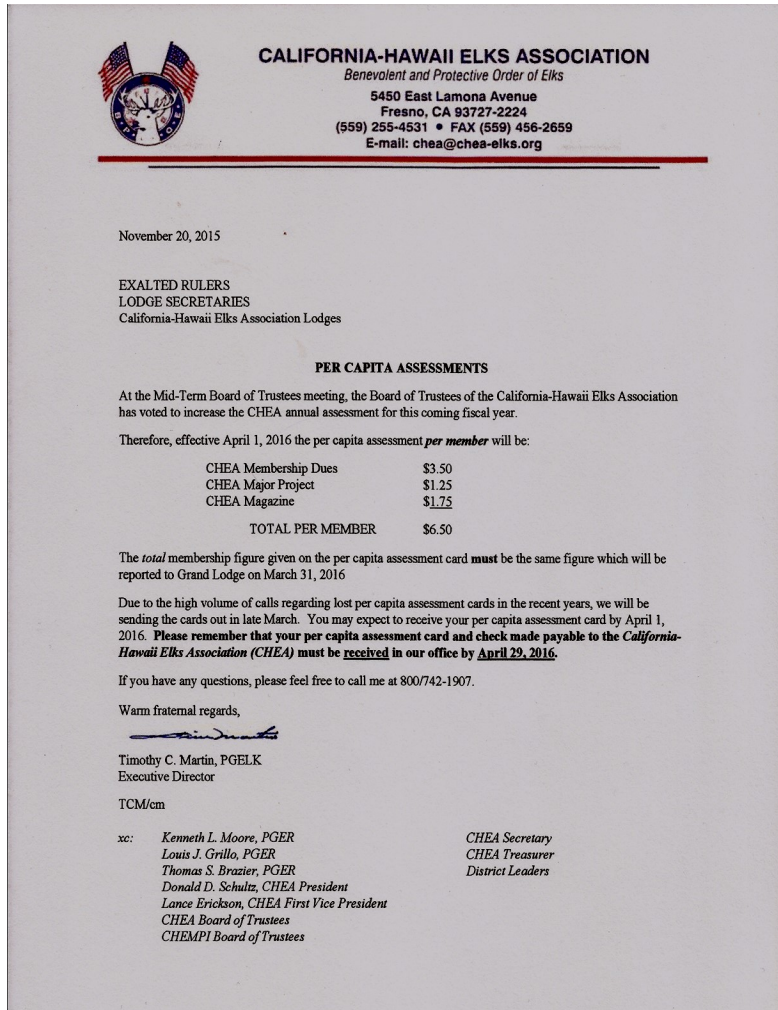 CALIFORNIA-HAWAII ELKS ASSOCIATION
Benevolent and Protective Order of Elks
5450 East Lamona Avenue
Fresno, CA 93727-2224
(559) 255-4531 • FAX (559) 456-2659
E-mail: chea@chea-elks.org
B P O E
November 20, 2015
EXALTED RULERS
LODGE SECRETARIES
California-Hawaii Elks Association Lodges
PER CAPITA ASSESSMENTS
At the Mid-Term Board of Trustees meeting, the Board of Trustees of the California-Hawaii Elks Association
has voted to increase the CHEA annual assessment for this coming fiscal year.
Therefore, effective April 1, 2016 the per capita assessment per member will be:
CHEA Membership Dues $3.50
CHEA Major Project $1.25
CHEA Magazine $1.75
TOTAL PER MEMBER $6.50
The total membership figure given on the per capita assessment card must be the same figure which will be
reported to Grand Lodge on March 31, 2016
Due to the high volume of calls regarding lost per capita assessment cards in the recent years, we will be
sending the cards out in late March. You may expect to receive your per capita assessment card by April 1,
2016. Please remember that your per capita assessment card and check made payable to the California-
Hawaii Elks Association (CHEA) must be received in our office by April 29, 2016.
If you have any questions, please feel free to call me at 800/742-1907.
Warm fraternal regards,
Timothy C. Martin, PGELK
Executive Director
TCM/cm
xc: Kenneth L. Moore, PGER CHEA Secretary
Louis J. Grillo, PGER CHEA Treasurer
Thomas S. Brazier, PGER District Leaders
Donald D. Schultz, CHEA President
Lance Erickson, CHEA First Vice President
CHEA Board of Trustees
CHEMPI Board of Trustees